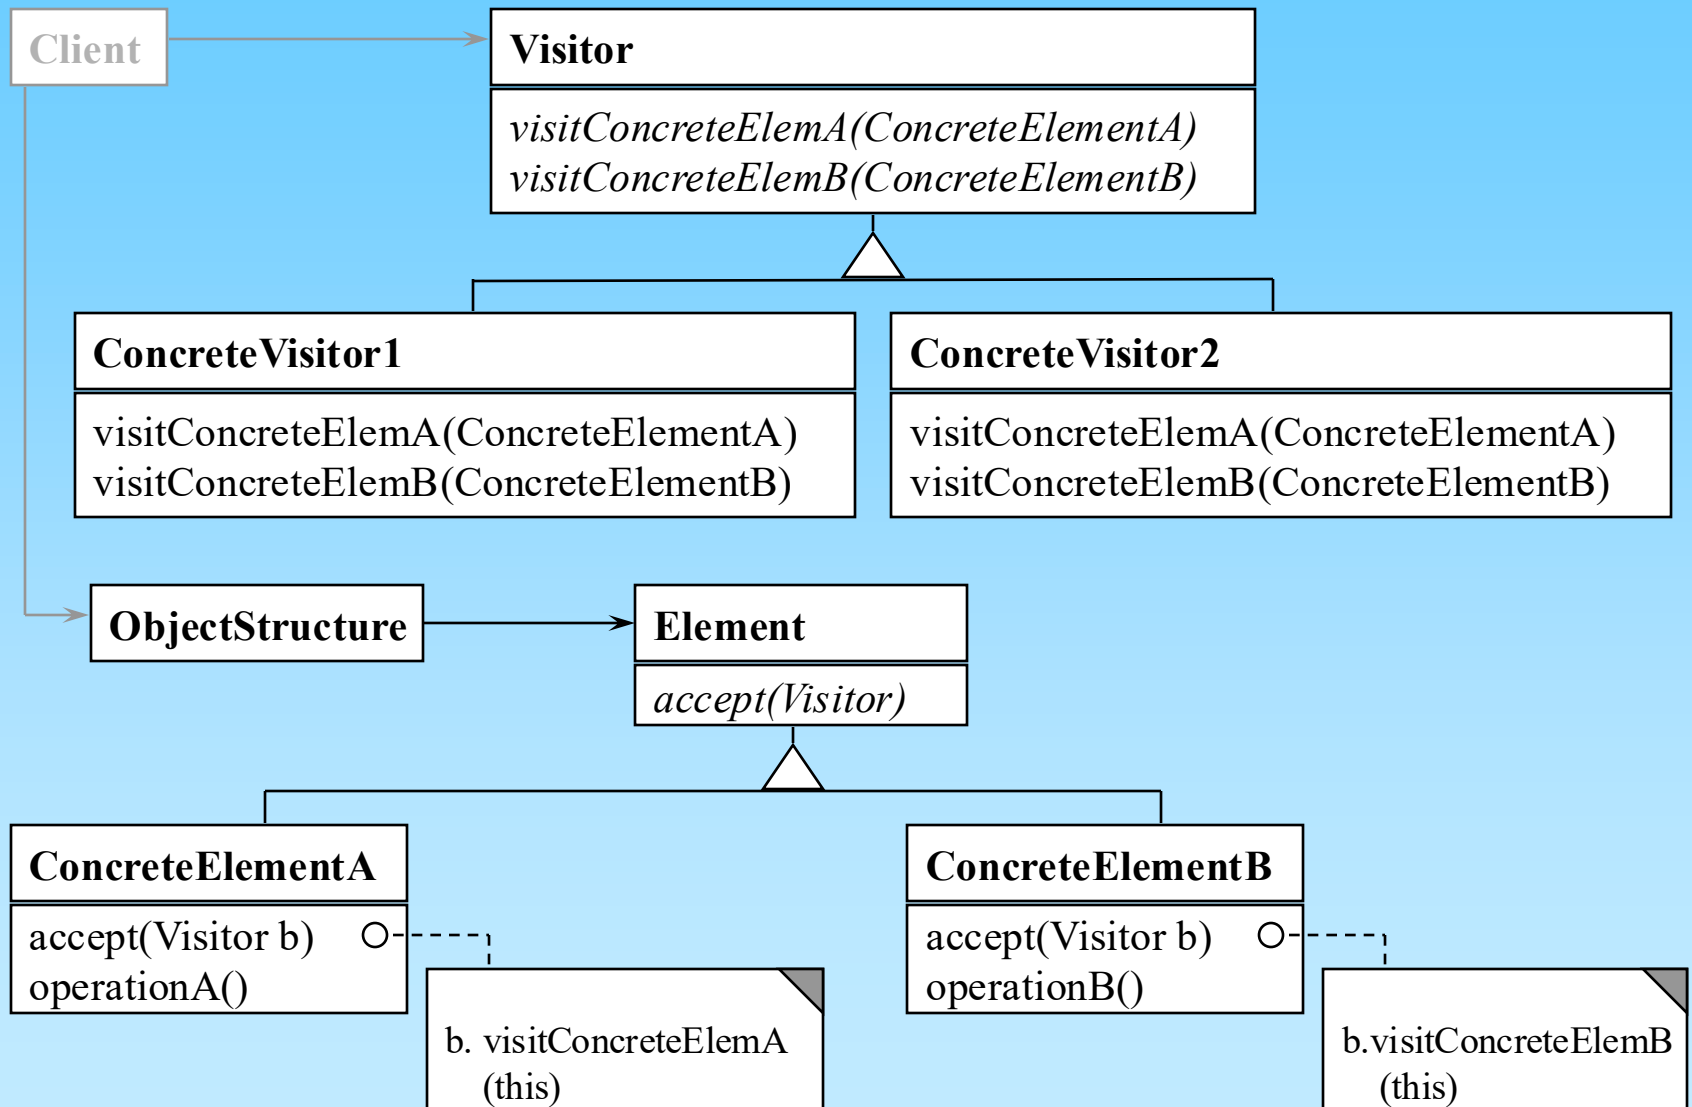 Client
Visitor
visitConcreteElemA(ConcreteElementA)
visitConcreteElemB(ConcreteElementB)
ConcreteVisitor1
visitConcreteElemA(ConcreteElementA)
visitConcreteElemB(ConcreteElementB)
ConcreteVisitor2
visitConcreteElemA(ConcreteElementA)
visitConcreteElemB(ConcreteElementB)
ObjectStructure
Element
accept(Visitor)
ConcreteElementA
accept(Visitor b)
operationA()
b. visitConcreteElemA
(this)
ConcreteElementB
accept(Visitor b)
operationB()
b.visitConcreteElemB
(this)